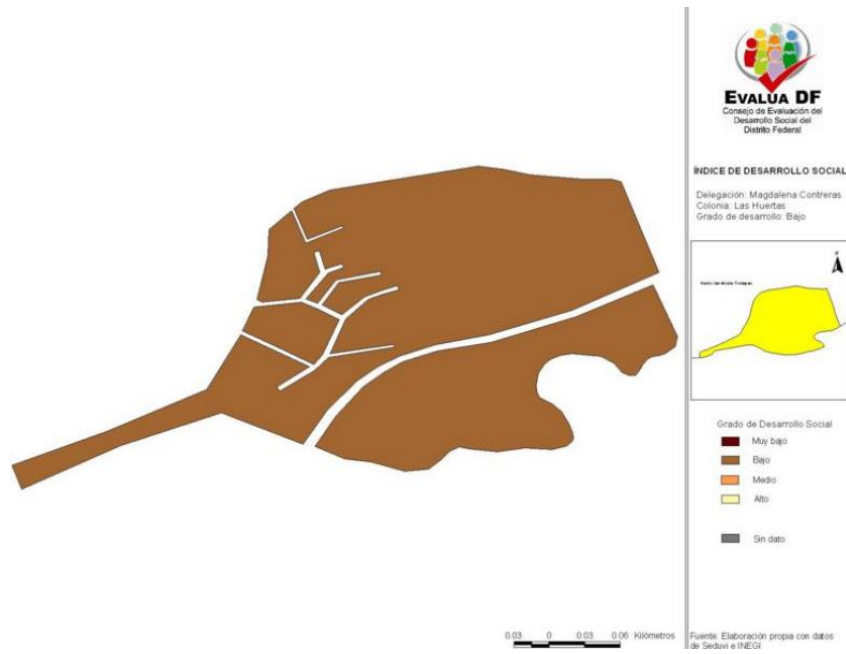 EVALÚA DF
Consejo de Evaluación del
Desarrollo Social del
Distrito Federal
ÍNDICE DE DESARROLLO SOCIAL
Delegación: Magdalena Contreras
Colonia: Las Huertas
Grado de desarrollo: Bajo
Grado de Desarrollo Social
Muy bajo
Bajo
Medio
Alto
Sin dato
0.03 0 0.03 0.06 Kilómetros
Fuente: Elaboración propia con datos
de Seduvi e INEGI